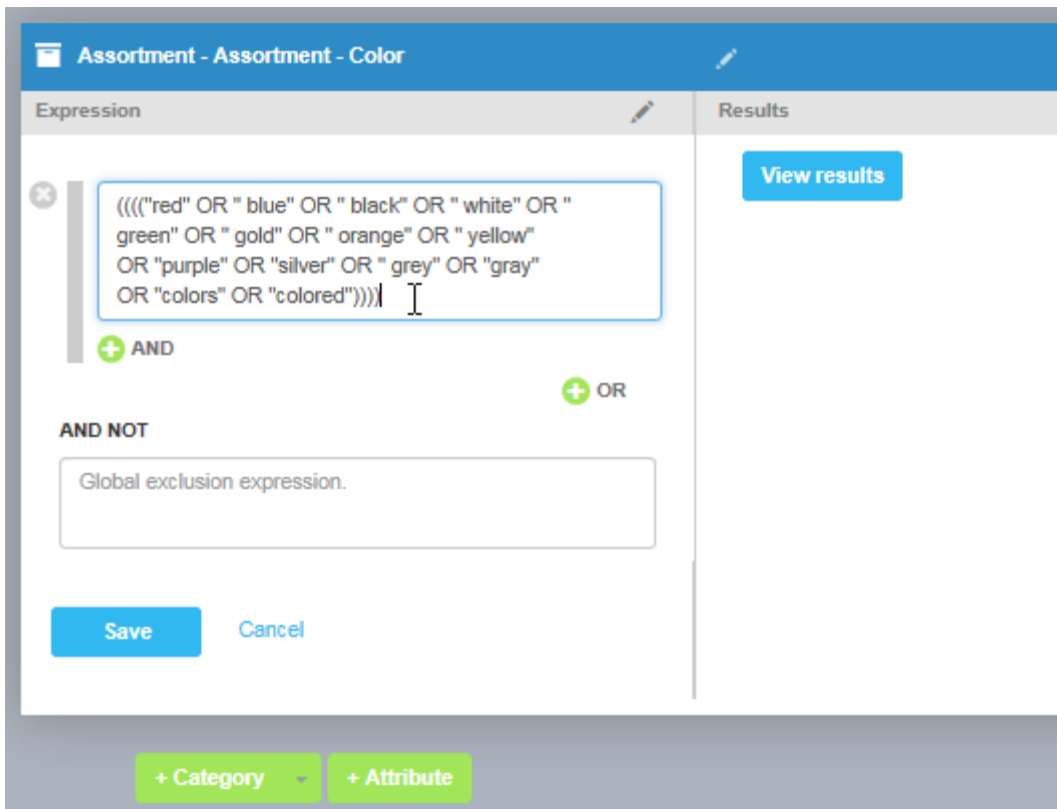 Assortment - Assortment - Color
Expression
Results
View results
(((("red" OR " blue" OR " black" OR " white" OR "
green" OR " gold" OR " orange" OR " yellow"
OR "purple" OR "silver" OR " grey" OR "gray"
OR "colors" OR "colored"))))
AND
OR
AND NOT
Global exclusion expression.
Save
Cancel
+ Category
+ Attribute